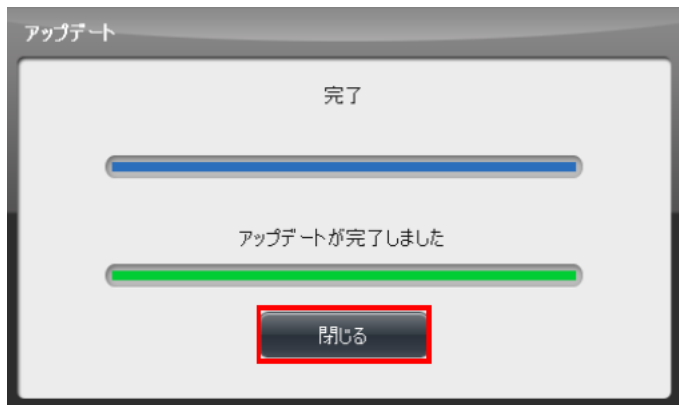 アップデート
完了
アップデートが完了しました
閉じる